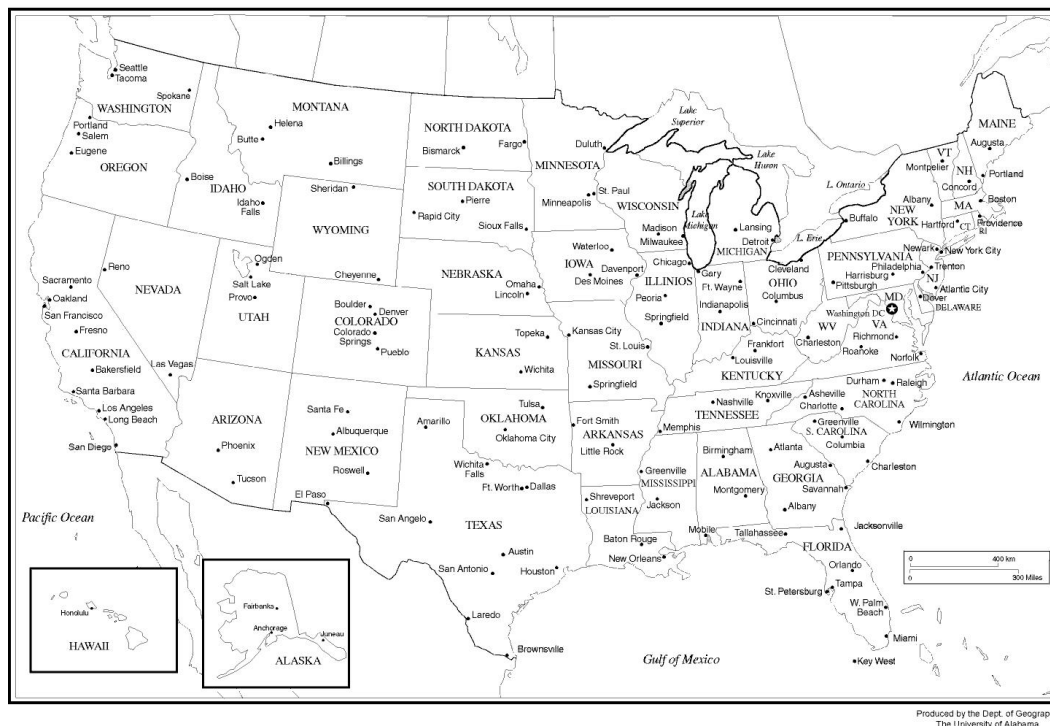 Seattle
Tacoma
Spokane
WASHINGTON
Portland
Salem
Eugene
OREGON
MONTANA
Helena
Butte
Billings
Boise
IDAHO
Idaho
Falls
Sheridan
WYOMING
Cheyenne
NORTH DAKOTA
Bismarck
Fargo
SOUTH DAKOTA
Pierre
Rapid City
Sioux Falls
NEBRASKA
Omaha
Lincoln
MINNESOTA
Duluth
St. Paul
Minneapolis
WISCONSIN
Madison
Milwaukee
Lake
Superior
Lake
Huron
Lake
Michigan
L. Ontario
L. Erie
Lansing
Detroit
MICHIGAN
MAINE
Augusta
VT
Montpelier
NH
Concord
Portland
MA
Boston
Providence
RI
Hartford
CT
Albany
NEW
YORK
Buffalo
New York City
Newark
PENNSYLVANIA
Philadelphia
Harrisburg
Pittsburgh
Trenton
NJ
Atlantic City
Dover
DELAWARE
MD
Washington DC
VA
Richmond
Roanoke
Norfolk
WV
Charleston
Cleveland
OHIO
Columbus
Cincinnati
Gary
Ft. Wayne
Indianapolis
INDIANA
Chicago
ILLINIOS
Peoria
Springfield
Waterloo
IOWA
Davenport
Des Moines
Reno
NEVADA
Las Vegas
Sacramento
Oakland
San Francisco
Fresno
CALIFORNIA
Bakersfield
Santa Barbara
Los Angeles
Long Beach
San Diego
Ogden
Salt Lake
Provo
UTAH
Boulder
Denver
COLORADO
Colorado
Springs
Pueblo
Topeka
KANSAS
Wichita
Kansas City
St. Louis
MISSOURI
Springfield
Frankfort
Louisville
KENTUCKY
ARIZONA
Phoenix
Tucson
Santa Fe
Albuquerque
NEW MEXICO
Roswell
Amarillo
Tulsa
OKLAHOMA
Oklahoma City
Fort Smith
ARKANSAS
Little Rock
Nashville
Knoxville
TENNESSEE
Memphis
Durham
Raleigh
Asheville
NORTH
CAROLINA
Charlotte
Wilmington
Greenville
S. CAROLINA
Columbia
Charleston
Atlanta
Augusta
GEORGIA
Savannah
Albany
Birmingham
ALABAMA
Montgomery
Mobile
Greenville
MISSISSIPPI
Jackson
Shreveport
LOUISIANA
Baton Rouge
New Orleans
El Paso
Wichita
Falls
Ft. Worth
Dallas
San Angelo
TEXAS
Austin
San Antonio
Houston
Laredo
Brownsville
Tallahassee
Jacksonville
FLORIDA
Orlando
Tampa
St. Petersburg
W. Palm
Beach
Miami
Key West
Pacific Ocean
Atlantic Ocean
Gulf of Mexico
0 400 km
0 300 Miles
Honolulu
HAWAII
Fairbanks
Anchorage
Juneau
ALASKA
Produced by the Dept. of Geograp
The University of Alabama